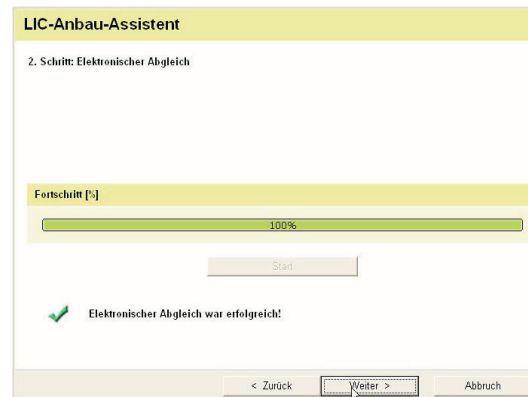 LIC-Anbau-Assistent
2. Schritt: Elektronischer Abgleich
Fortschritt [%]
100%
Start
Elektronischer Abgleich war erfolgreich!
< Zurück Weiter > Abbruch